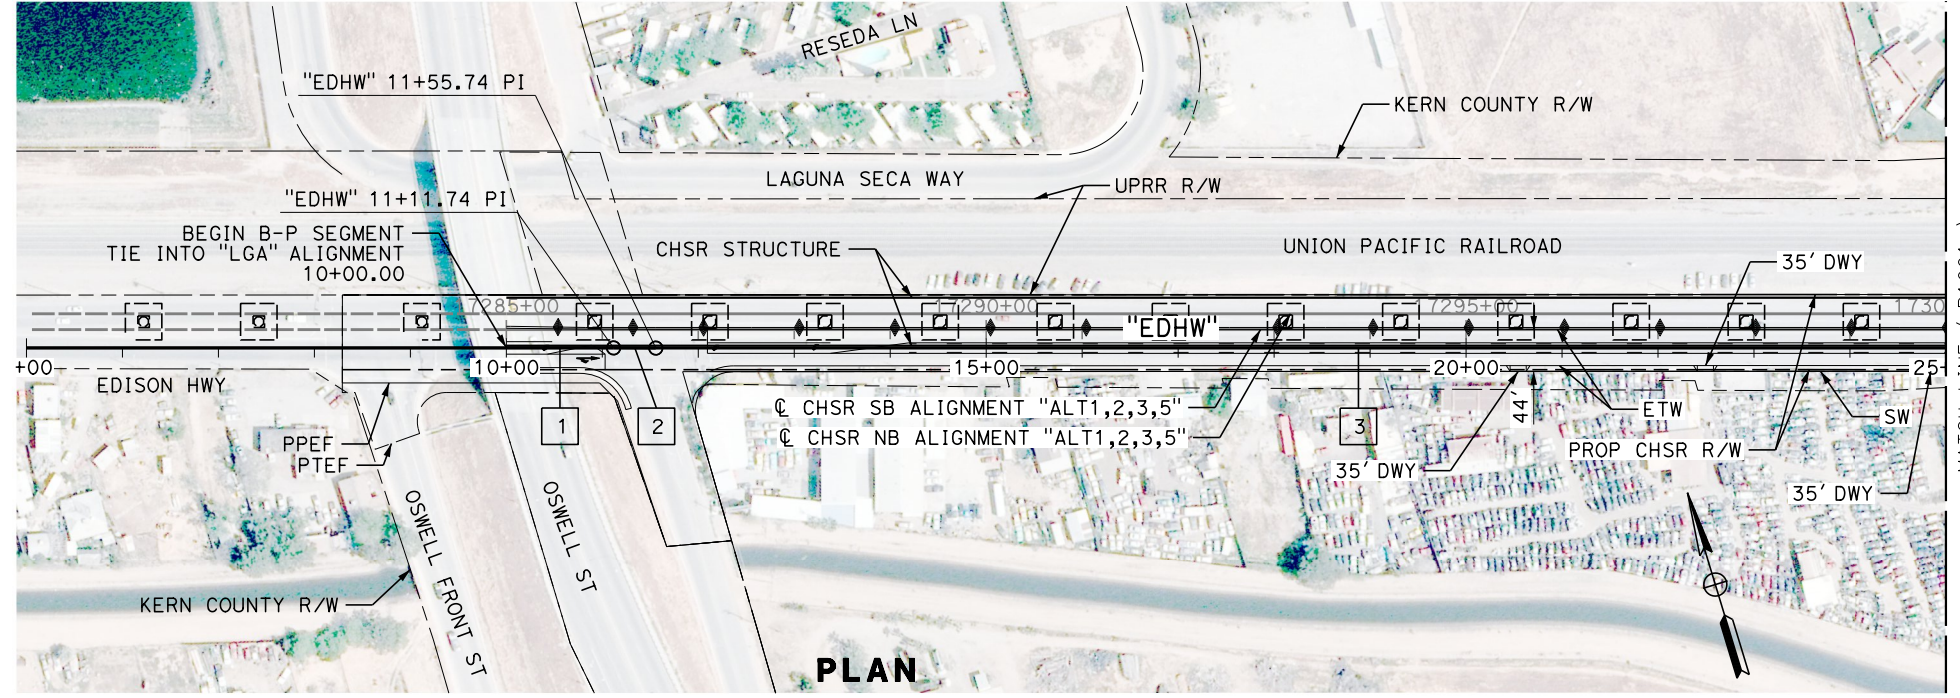 RESEDA LN
"EDHW" 11+55.74 PI
KERN COUNTY R/W
LAGUNA SECA WAY
UPRR R/W
"EDHW" 11+11.74 PI
BEGIN B-P SEGMENT
TIE INTO "LGA" ALIGNMENT
10+00.00
CHSR STRUCTURE
UNION PACIFIC RAILROAD
35' DWY
7285+00
17290+00
17295+00
1730
"EDHW"
+00
10+00
15+00
20+00
25+
EDISON HWY
℄ CHSR SB ALIGNMENT "ALT1,2,3,5"
℄ CHSR NB ALIGNMENT "ALT1,2,3,5"
1
2
3
44'
ETW
SW
PPEF
PTEF
PROP CHSR R/W
35' DWY
35' DWY
OSWELL FRONT ST
OSWELL ST
KERN COUNTY R/W
PLAN